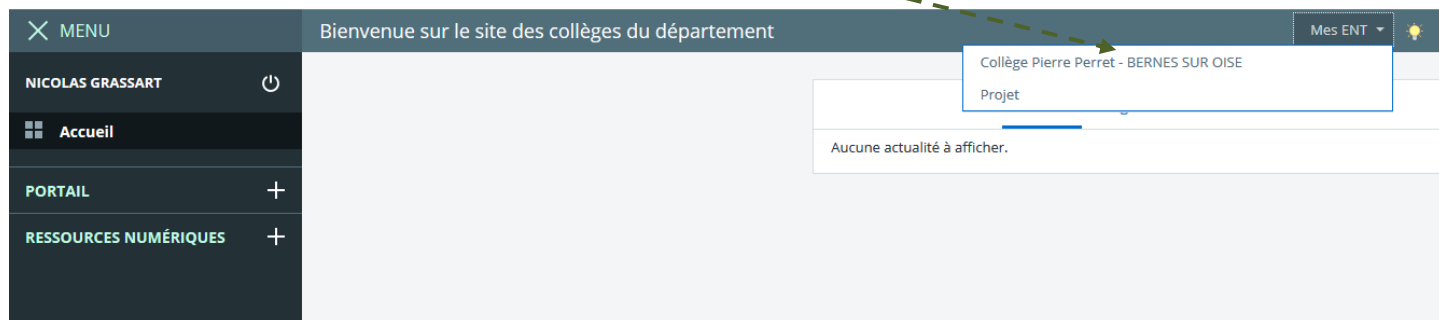 MENU
Bienvenue sur le site des collèges du département
Mes ENT
NICOLAS GRASSART
Collège Pierre Perret - BERNES SUR OISE
Projet
Accueil
Aucune actualité à afficher.
PORTAIL
RESSOURCES NUMÉRIQUES